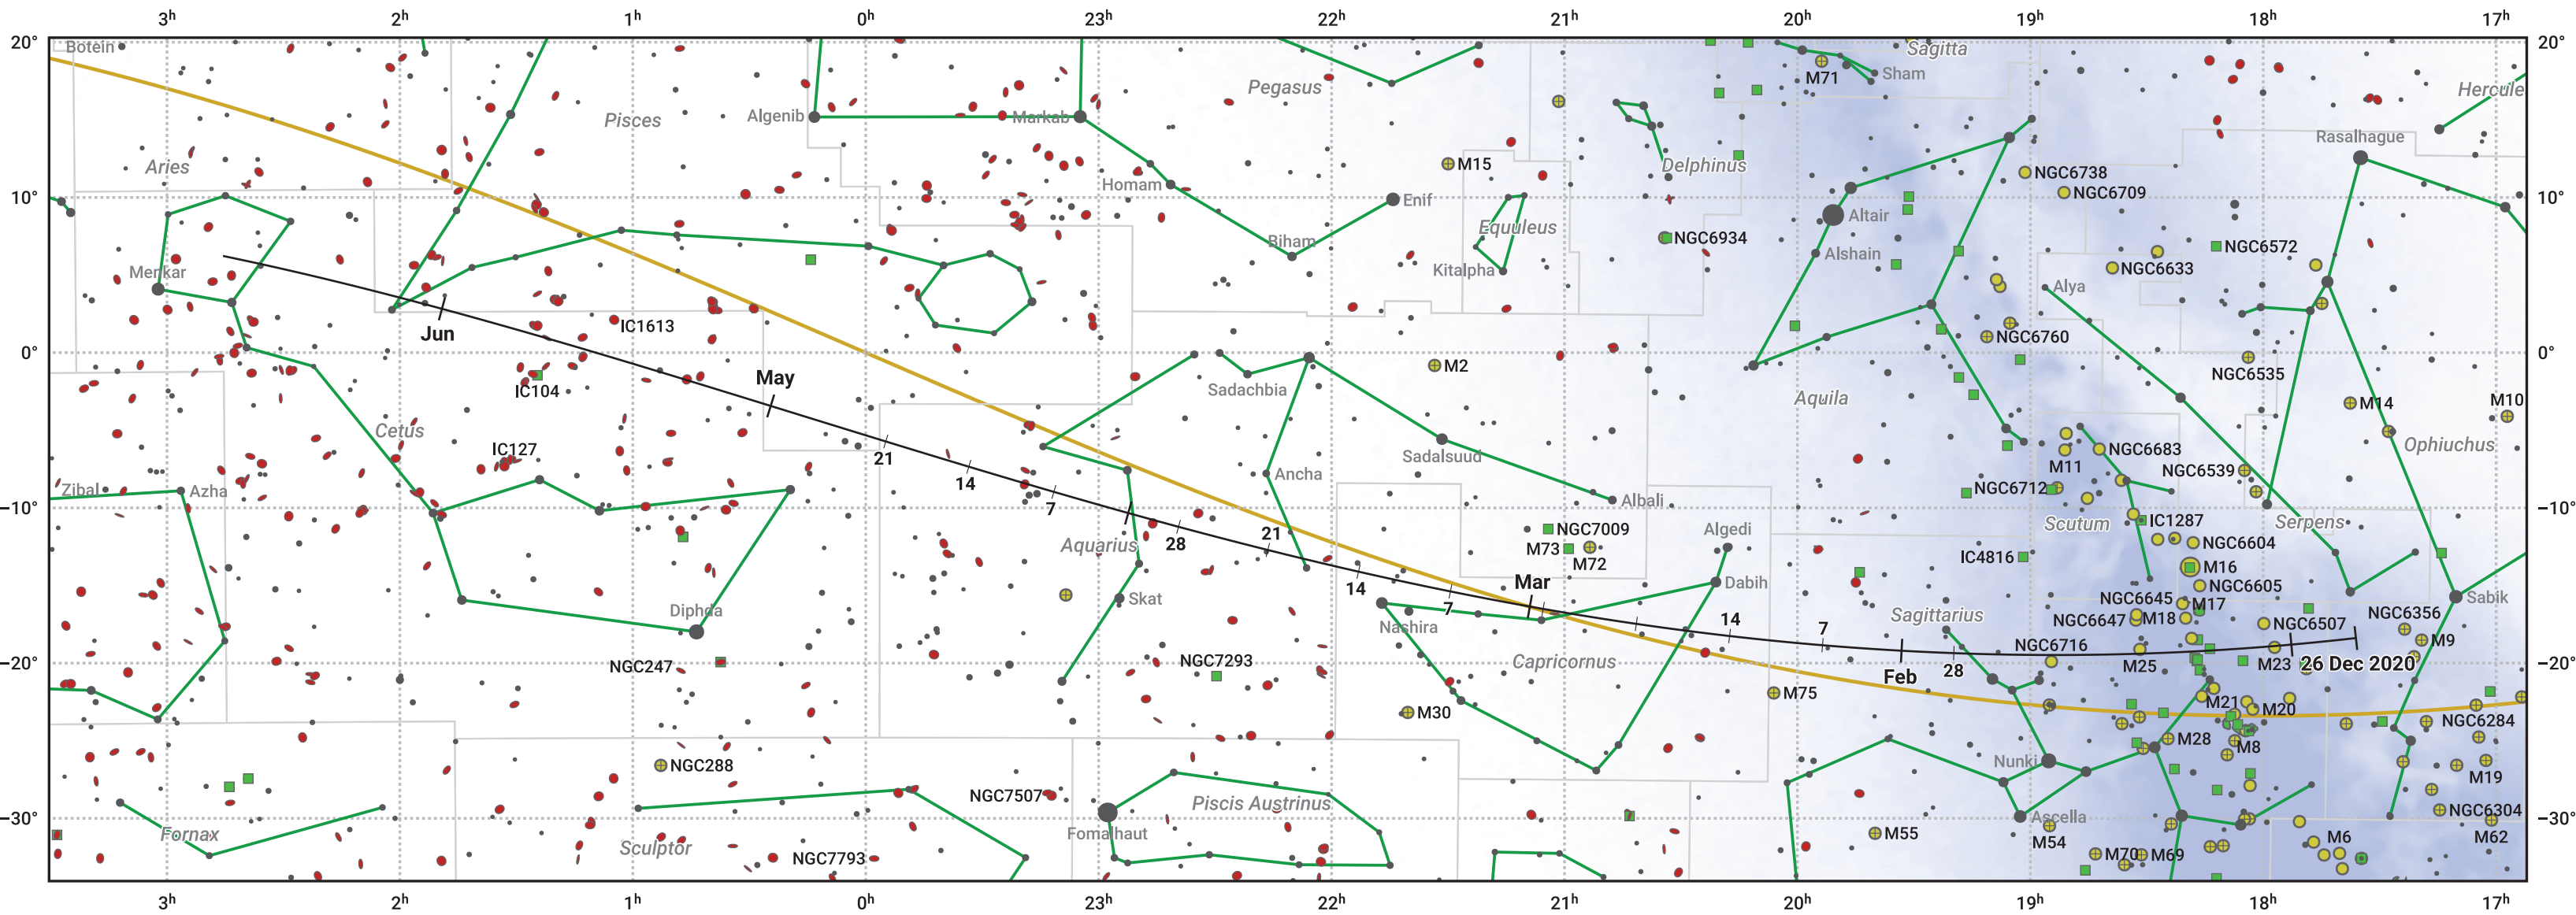 3h 2h 1h 0h 23h 22h 21h 20h 19h 18h 17h
20° Botein Sagitta 20°
M71 Sham
Pegasus Hercule
Pisces Algenib Markab
Rasalhague
Aries M15 Delphinus
NGC6738
Homam NGC6709
10° Enif 10°
Altair
Equuleus
Biham NGC6934 NGC6572
Alshain
Menkar Kitalpha NGC6633
Alya
Jun IC1613 NGC6760
0° M2 0°
May Sadachbia NGC6535
IC104
Aquila M14 M10
Cetus Ophiuchus
IC127 21 Sadalsuud NGC6683
14 Ancha M11 NGC6539
Zibal Azha Albali NGC6712
−10° 7 −10°
Scutum IC1287 Serpens
21 NGC7009 Algedi
Aquarius 28 M73 NGC6604
M72 IC4816
M16
14 Mar Dabih NGC6605
Skat NGC6645 M17
7 Sabik
Diphda Nashira 14 Sagittarius NGC6647 M18 NGC6356
7 NGC6507
NGC247 NGC7293 Capricornus NGC6716 M9
−20° Feb 28 M25 M23 26 Dec 2020 −20°
M75
M30 M21 M20
NGC6284
M28 M8
NGC288 Nunki
M19
NGC7507 Piscis Austrinus
NGC6304
−30° Ascella −30°
Fornax Fomalhaut M55
M54 M6 M62
Sculptor
NGC7793 M70 M69
3h 2h 1h 0h 23h 22h 21h 20h 19h 18h 17h